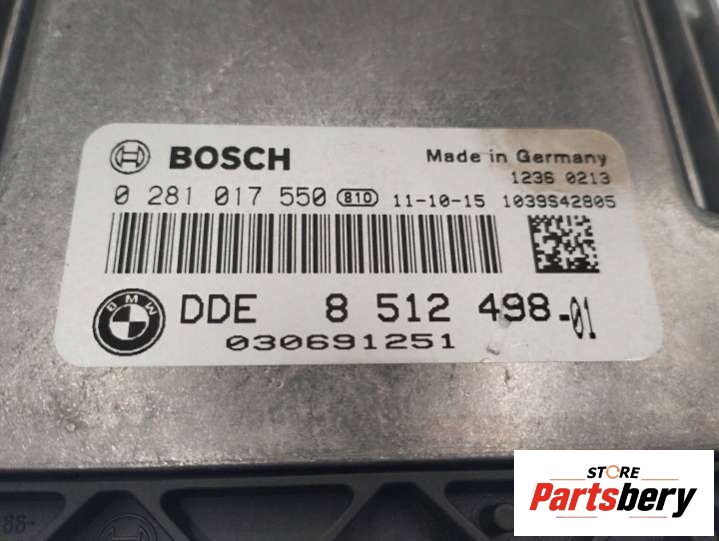 BOSCH
Made in Germany
1236 0213
0 281 017 550 810 11-10-15 1039S42805
BMW
DDE 8 512 498-01
030691251
STORE
Partsbery